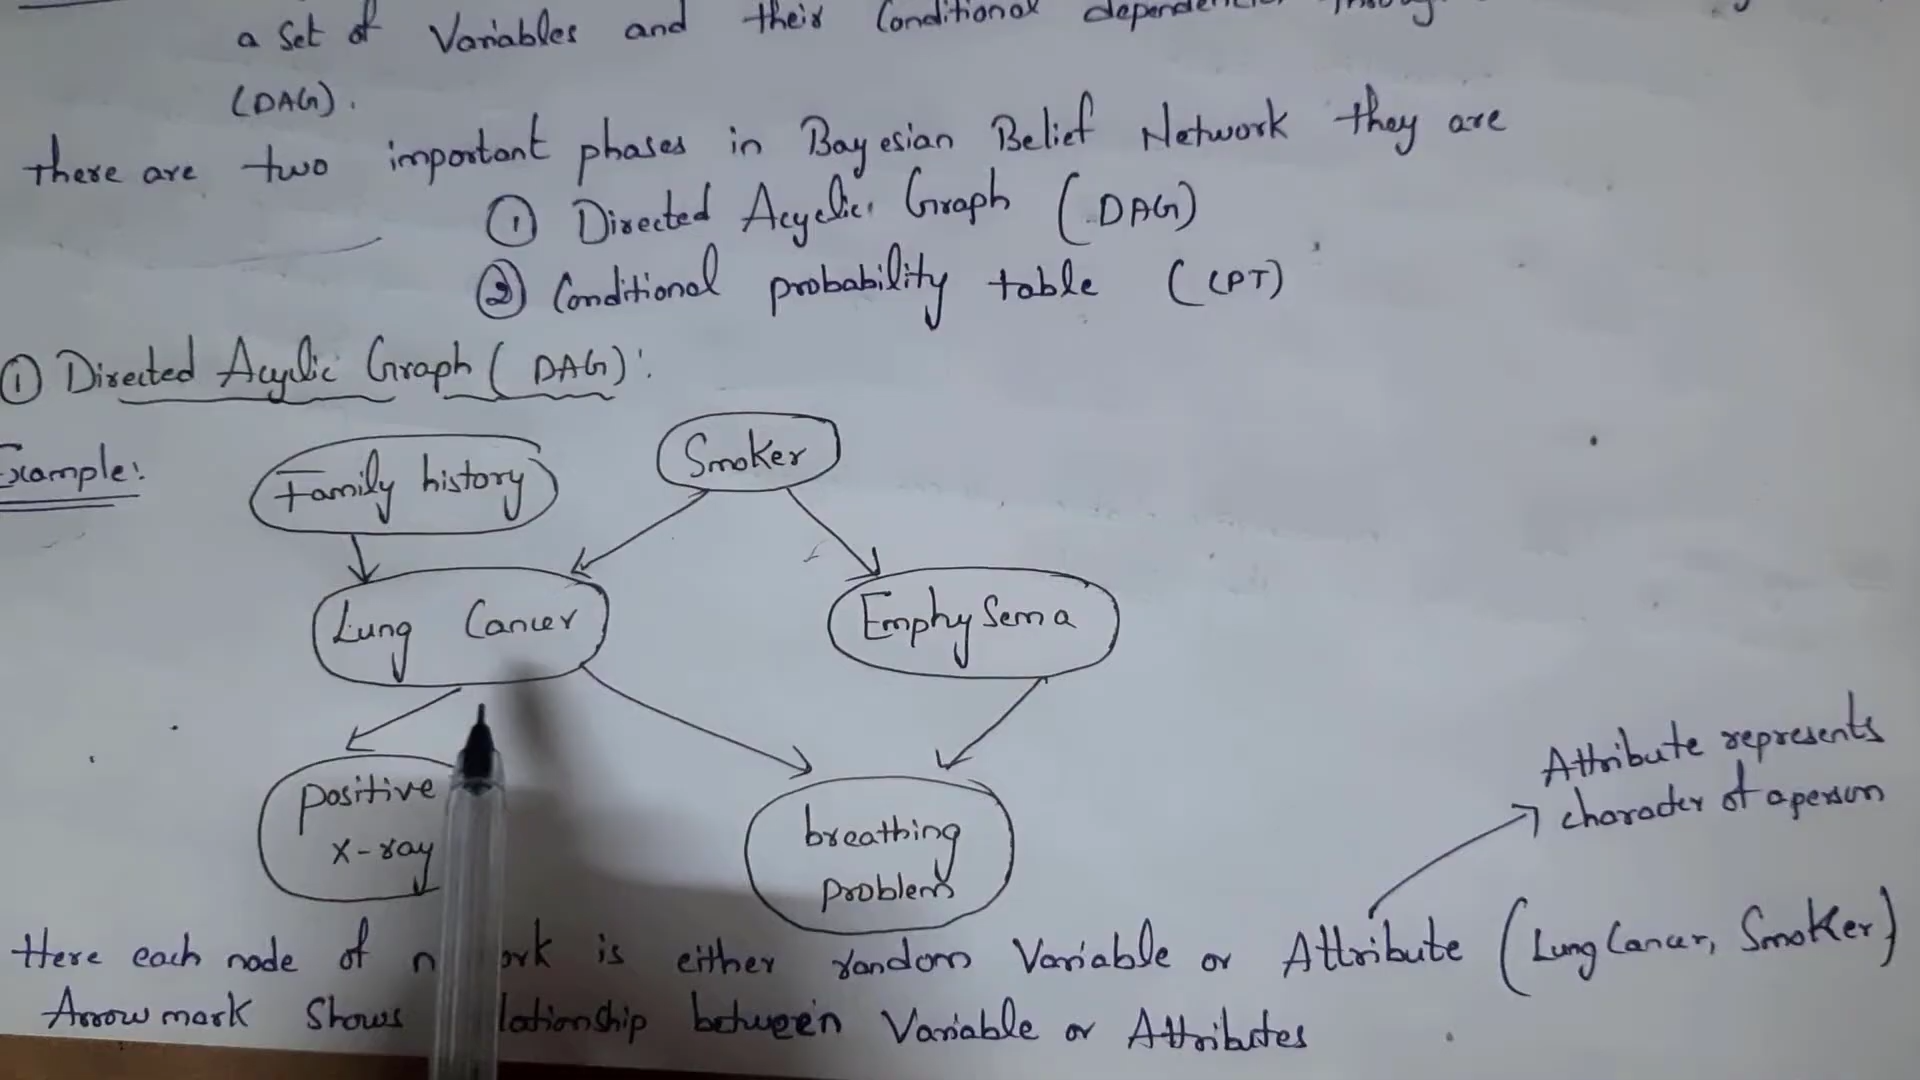 a Set of Variables and their Conditional
(DAG).
there are two important phases in Bayesian Belief Network they are
① Directed Acyclic Graph (DAG)
② Conditional probability table (CPT)
① Directed Acyclic Graph (DAG):
Example:
Family history
Smoker
Lung Cancer
Emphysema
positive
x-ray
breathing
problem
Attribute represents
character of a person
Here each node of is either random Variable or Attribute (Lung Cancer, Smoker)
Arrow mark Shows between Variable or Attributes